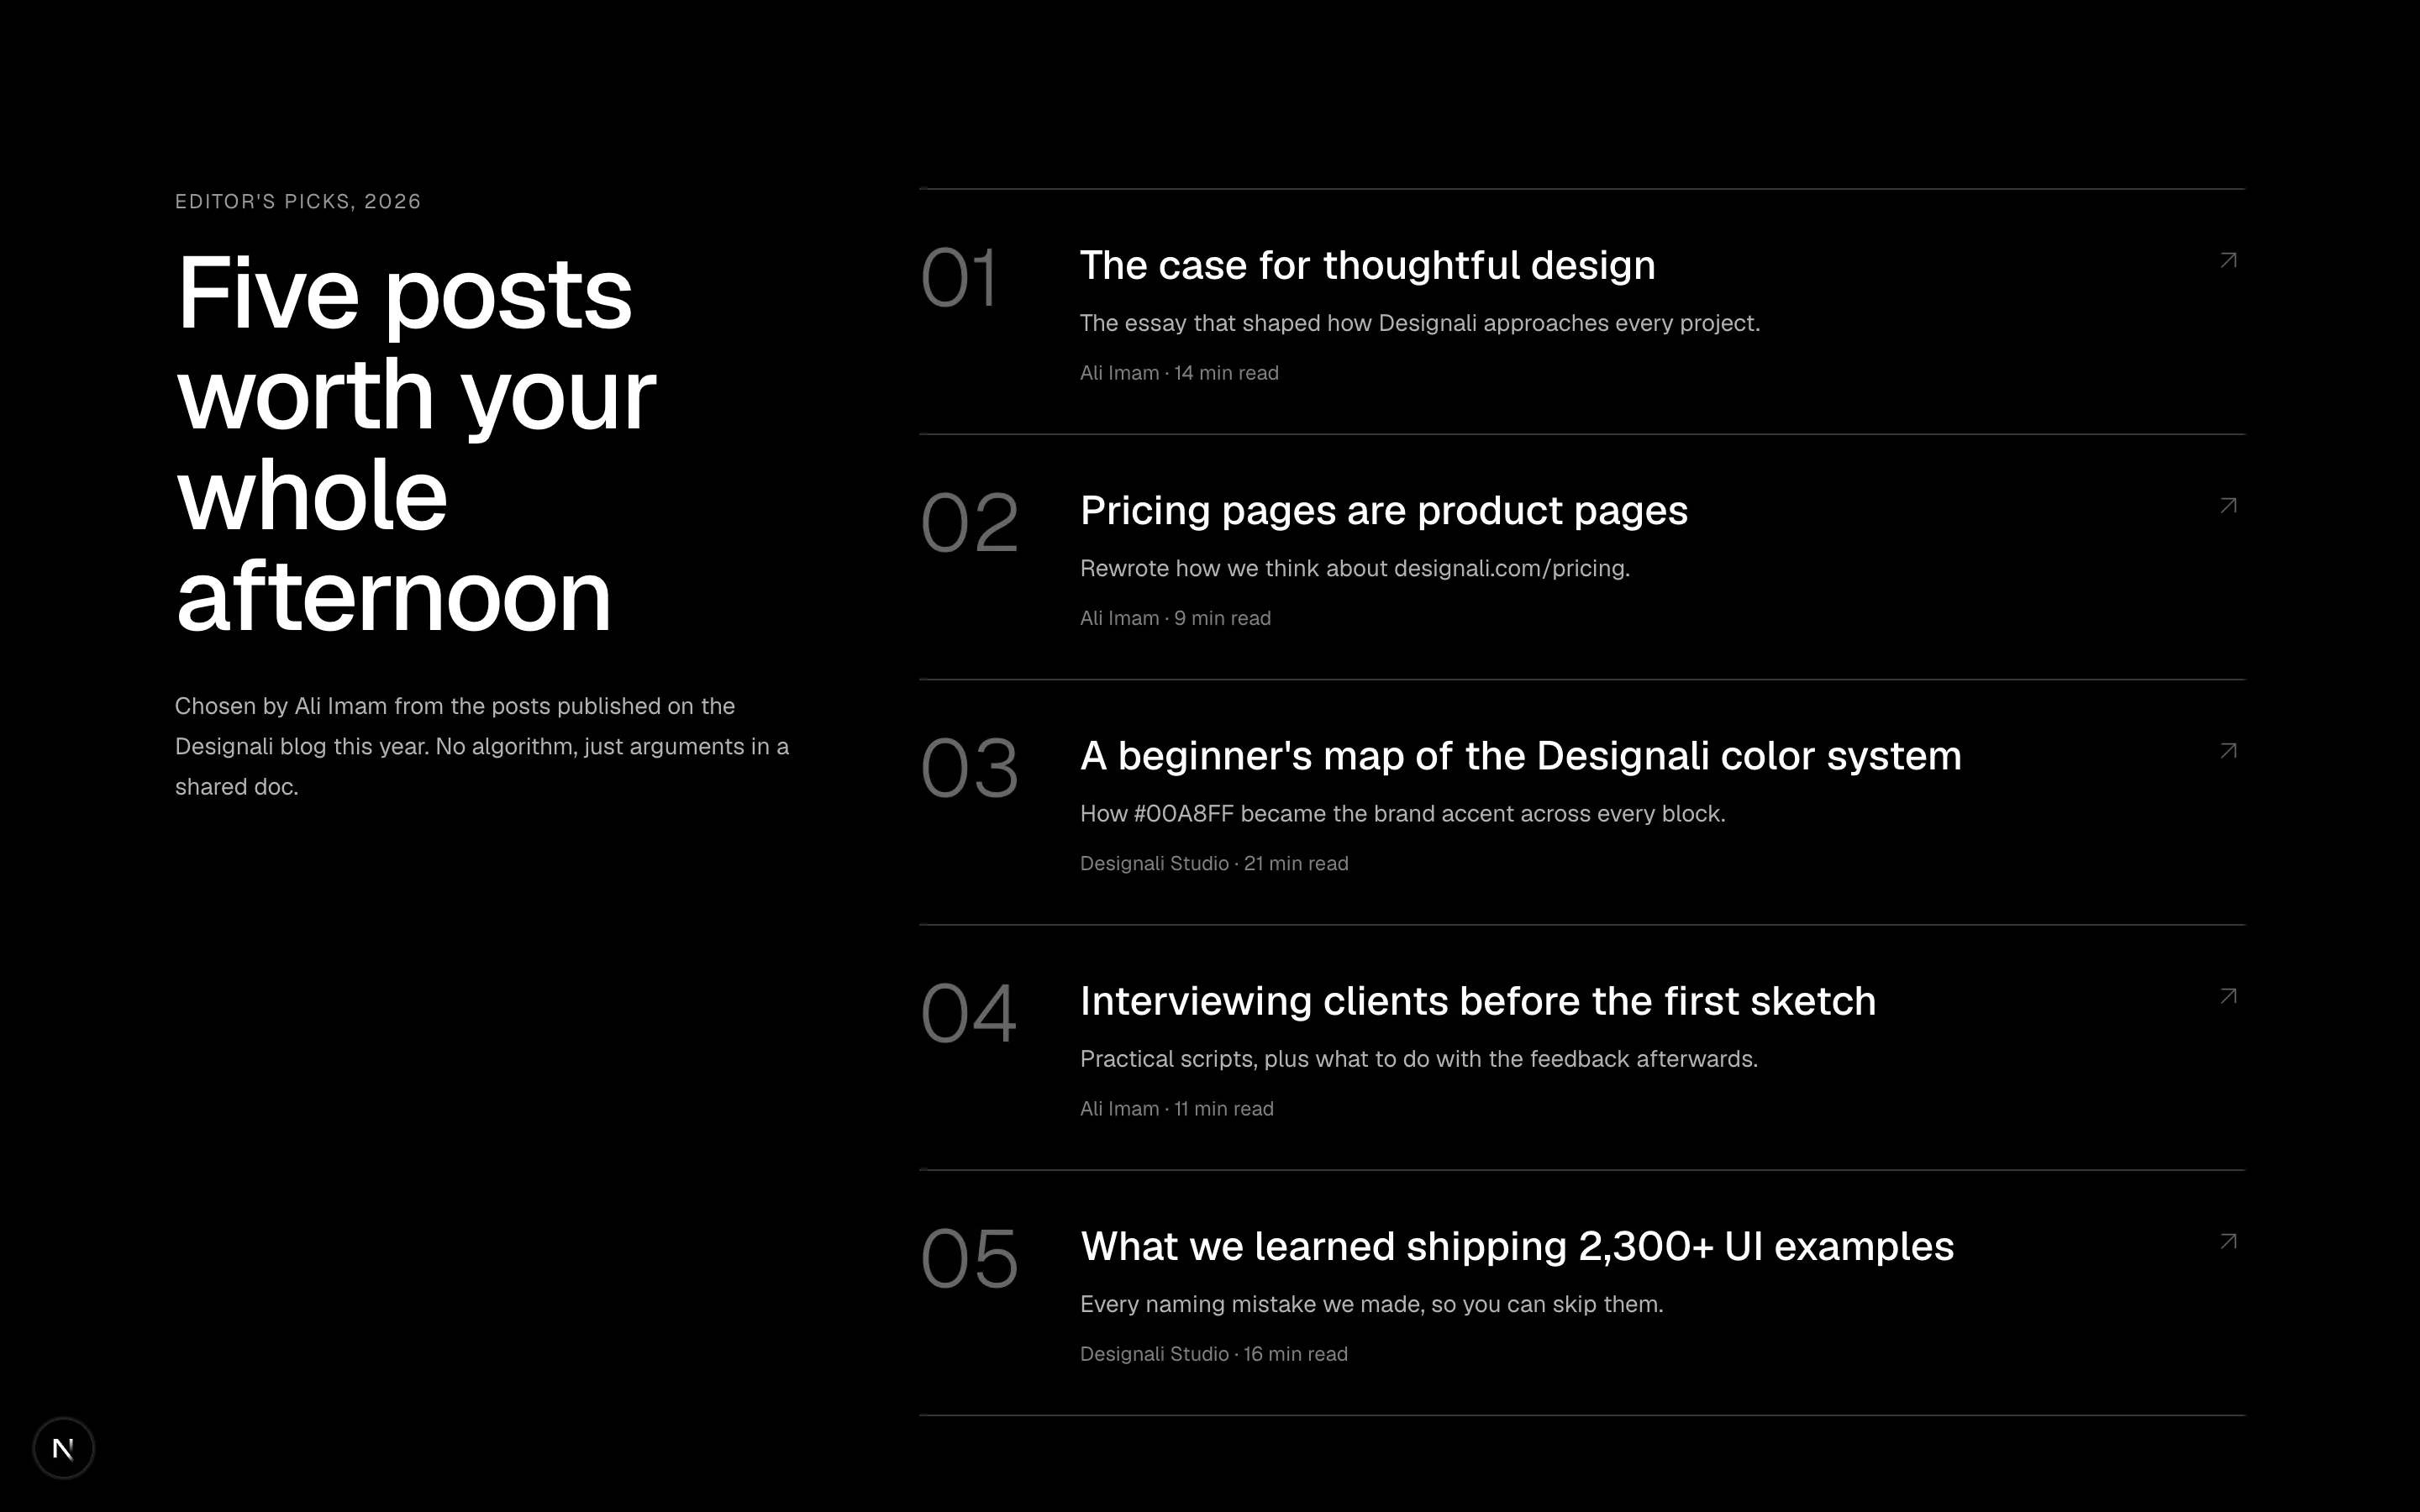 EDITOR'S PICKS, 2026
Five posts
worth your
whole
afternoon
Chosen by Ali Imam from the posts published on the
Designali blog this year. No algorithm, just arguments in a
shared doc.
01
The case for thoughtful design
The essay that shaped how Designali approaches every project.
Ali Imam · 14 min read
02
Pricing pages are product pages
Rewrote how we think about designali.com/pricing.
Ali Imam · 9 min read
03
A beginner's map of the Designali color system
How #00A8FF became the brand accent across every block.
Designali Studio · 21 min read
04
Interviewing clients before the first sketch
Practical scripts, plus what to do with the feedback afterwards.
Ali Imam · 11 min read
05
What we learned shipping 2,300+ UI examples
Every naming mistake we made, so you can skip them.
Designali Studio · 16 min read
N